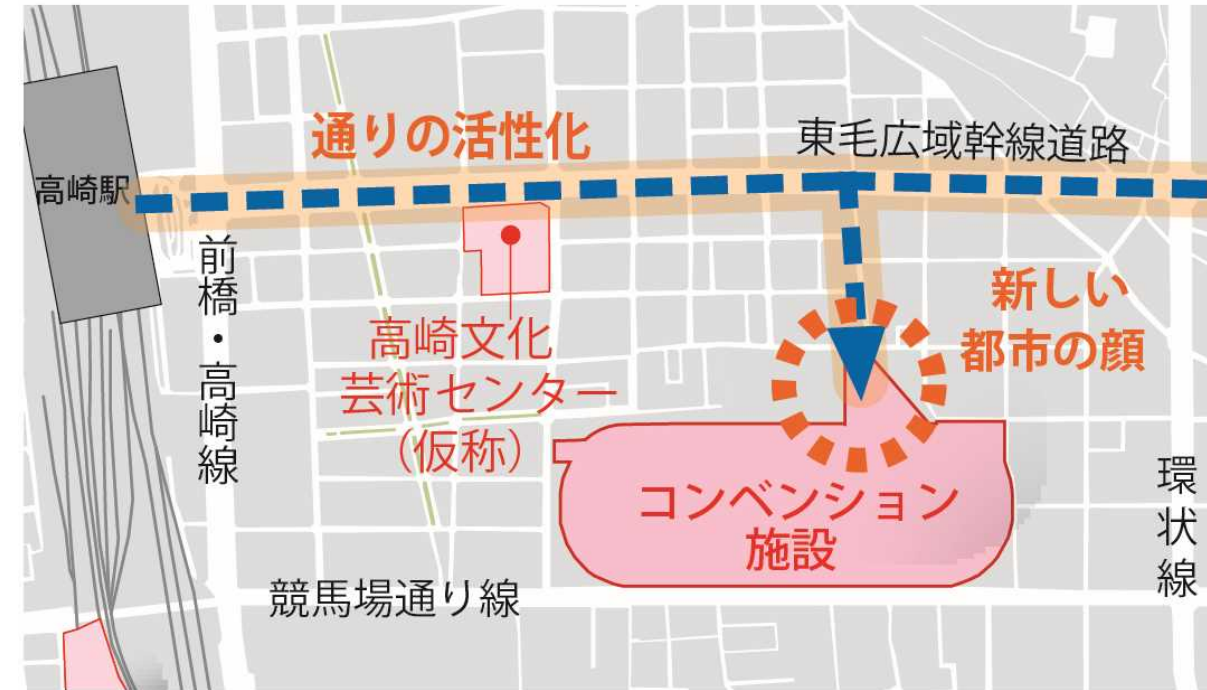 通りの活性化
東毛広域幹線道路
高崎駅
前橋・高崎線
新しい
都市の顔
高崎文化
芸術センター
（仮称）
コンベンション
施設
環状線
競馬場通り線